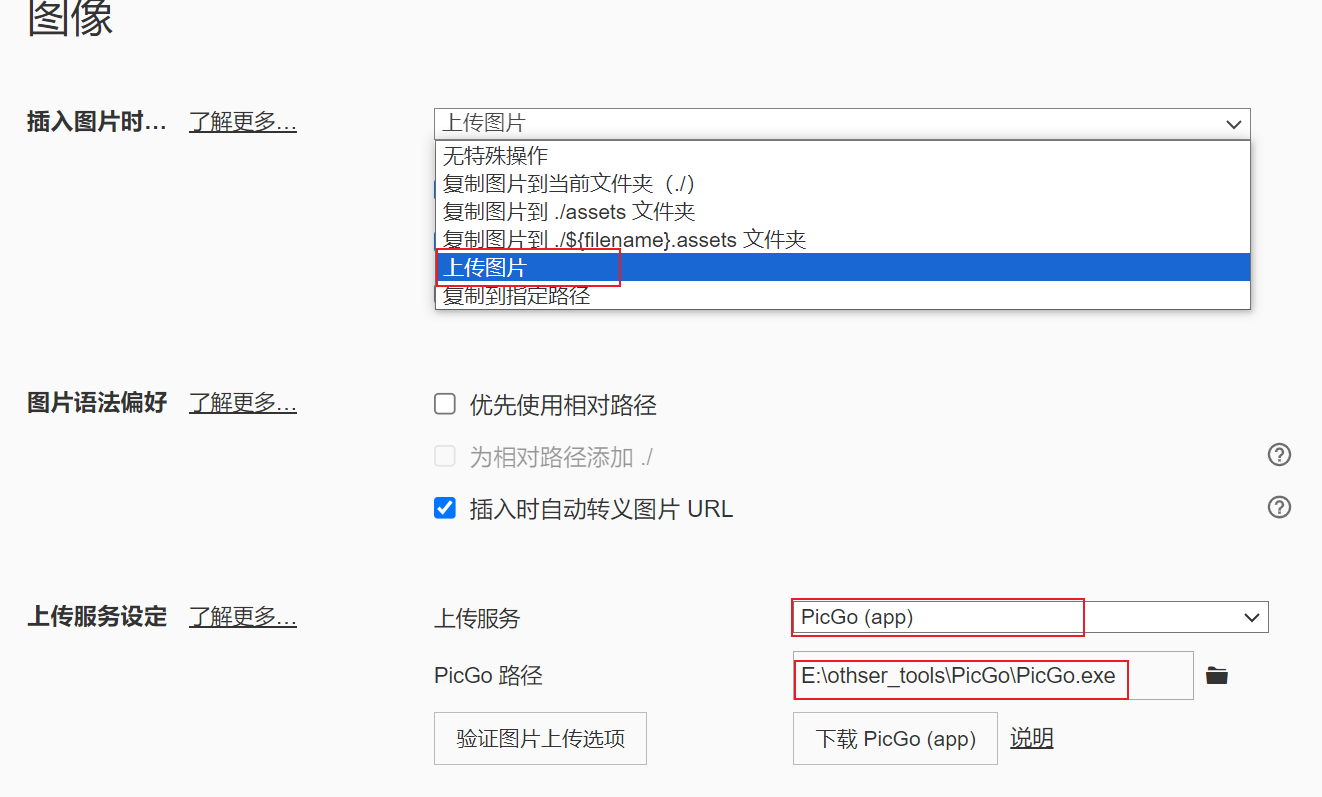 图像
插入图片时… 了解更多… 上传图片
无特殊操作
复制图片到当前文件夹（./）
复制图片到 ./assets 文件夹
复制图片到 ./${filename}.assets 文件夹
上传图片
复制到指定路径
图片语法偏好 了解更多… 优先使用相对路径
为相对路径添加 ./
插入时自动转义图片 URL
上传服务设定 了解更多… 上传服务 PicGo (app)
PicGo 路径 E:\othser_tools\PicGo\PicGo.exe
验证图片上传选项 下载 PicGo (app) 说明